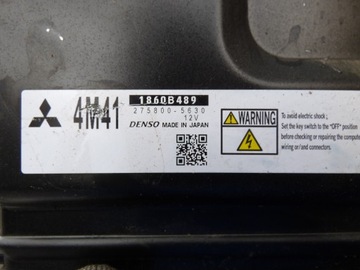 4M41
1860B489
275800-5630
12V
DENSO MADE IN JAPAN
WARNING
To avoid electric shock ;
Set the key switch to the "OFF" position
before checking or repairing the computer
wiring or/and connectors.